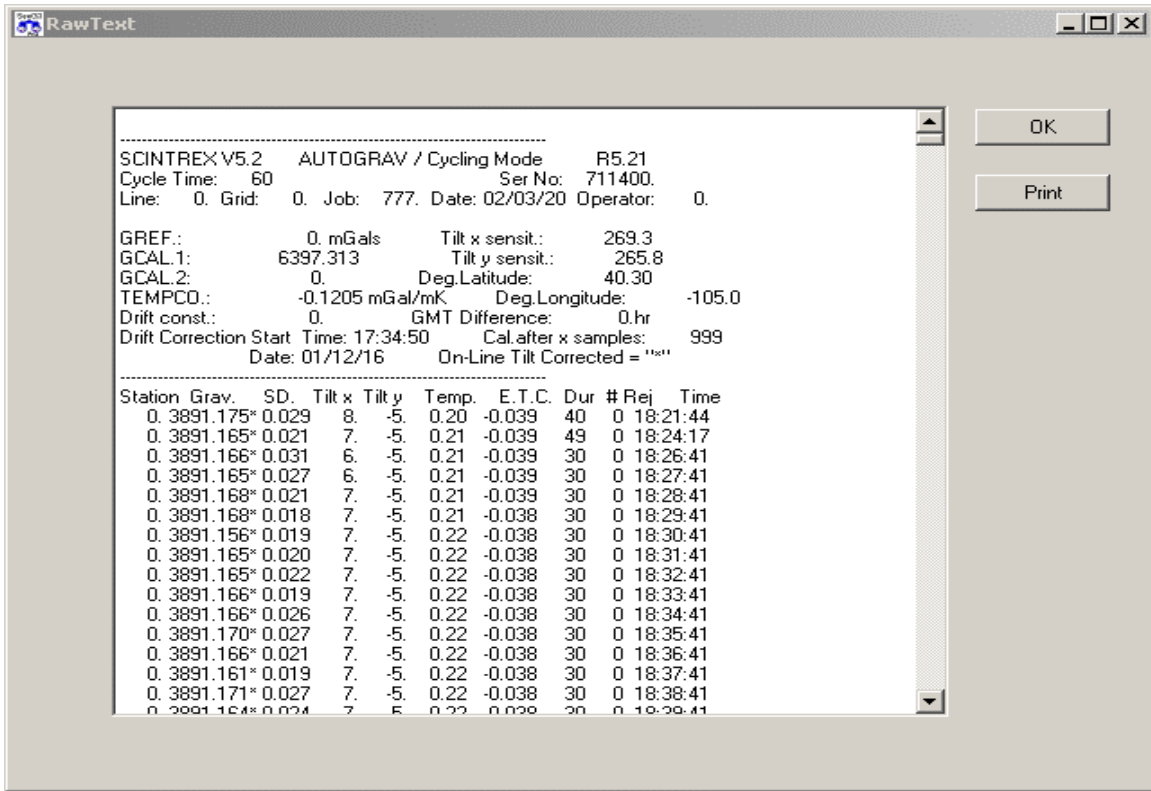 RawText
OK
Print
--------------------------------------------------------------------------------
SCINTREX V5.2 AUTOGRAV / Cycling Mode R5.21
Cycle Time: 60 Ser No: 711400.
Line: 0. Grid: 0. Job: 777. Date: 02/03/20 Operator: 0.
GREF.: 0. mGals Tilt x sensit.: 269.3
GCAL.1: 6397.313 Tilt y sensit.: 265.8
GCAL.2: 0. Deg.Latitude: 40.30
TEMPCO.: -0.1205 mGal/mK Deg.Longitude: -105.0
Drift const.: 0. GMT Difference: 0.hr
Drift Correction Start Time: 17:34:50 Cal.after x samples: 999
Date: 01/12/16 On-Line Tilt Corrected = "*"
--------------------------------------------------------------------------------
Station Grav. SD. Tilt x Tilt y Temp. E.T.C. Dur # Rej Time
0. 3891.175* 0.029 8. -5. 0.20 -0.039 40 0 18:21:44
0. 3891.165* 0.021 7. -5. 0.21 -0.039 49 0 18:24:17
0. 3891.166* 0.031 6. -5. 0.21 -0.039 30 0 18:26:41
0. 3891.165* 0.027 6. -5. 0.21 -0.039 30 0 18:27:41
0. 3891.168* 0.021 7. -5. 0.21 -0.039 30 0 18:28:41
0. 3891.168* 0.018 7. -5. 0.21 -0.038 30 0 18:29:41
0. 3891.156* 0.019 7. -5. 0.22 -0.038 30 0 18:30:41
0. 3891.165* 0.020 7. -5. 0.22 -0.038 30 0 18:31:41
0. 3891.165* 0.022 7. -5. 0.22 -0.038 30 0 18:32:41
0. 3891.166* 0.019 7. -5. 0.22 -0.038 30 0 18:33:41
0. 3891.166* 0.026 7. -5. 0.22 -0.038 30 0 18:34:41
0. 3891.170* 0.027 7. -5. 0.22 -0.038 30 0 18:35:41
0. 3891.166* 0.021 7. -5. 0.22 -0.038 30 0 18:36:41
0. 3891.161* 0.019 7. -5. 0.22 -0.038 30 0 18:37:41
0. 3891.171* 0.027 7. -5. 0.22 -0.038 30 0 18:38:41